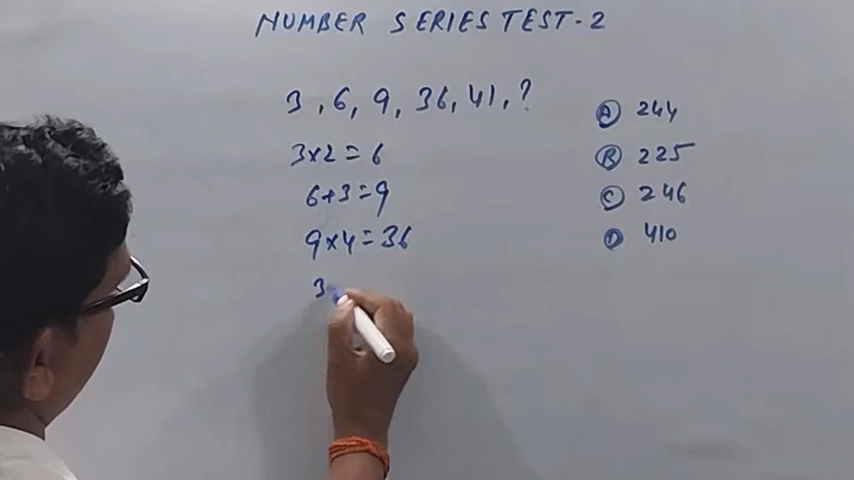 NUMBER SERIES TEST-2
3, 6, 9, 36, 41, ?
A 244
3×2=6
B 225
6+3=9
C 246
9×4=36
D 410
3